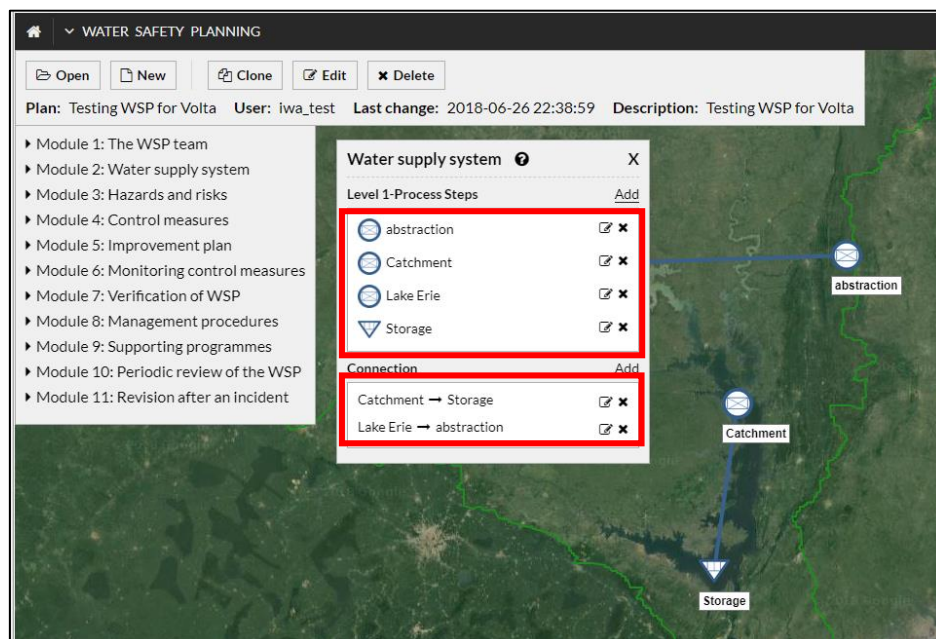 WATER SAFETY PLANNING
Open New Clone Edit Delete
Plan: Testing WSP for Volta User: iwa_test Last change: 2018-06-26 22:38:59 Description: Testing WSP for Volta
Module 1: The WSP team
Module 2: Water supply system
Module 3: Hazards and risks
Module 4: Control measures
Module 5: Improvement plan
Module 6: Monitoring control measures
Module 7: Verification of WSP
Module 8: Management procedures
Module 9: Supporting programmes
Module 10: Periodic review of the WSP
Module 11: Revision after an incident
Water supply system ? X
Level 1-Process Steps Add
abstraction
Catchment
Lake Erie
Storage
Connection Add
Catchment → Storage
Lake Erie → abstraction
abstraction
Catchment
Storage